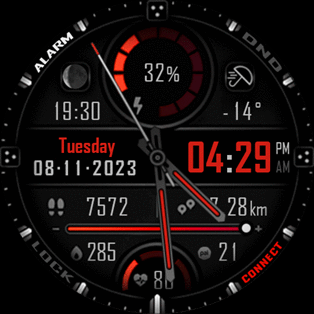 ALARM
DND
32%
19:30
-14°
Tuesday
08·11·2023
04:29
PM
AM
7572
7.28km
- +
285
21
LOCK
CONNECT